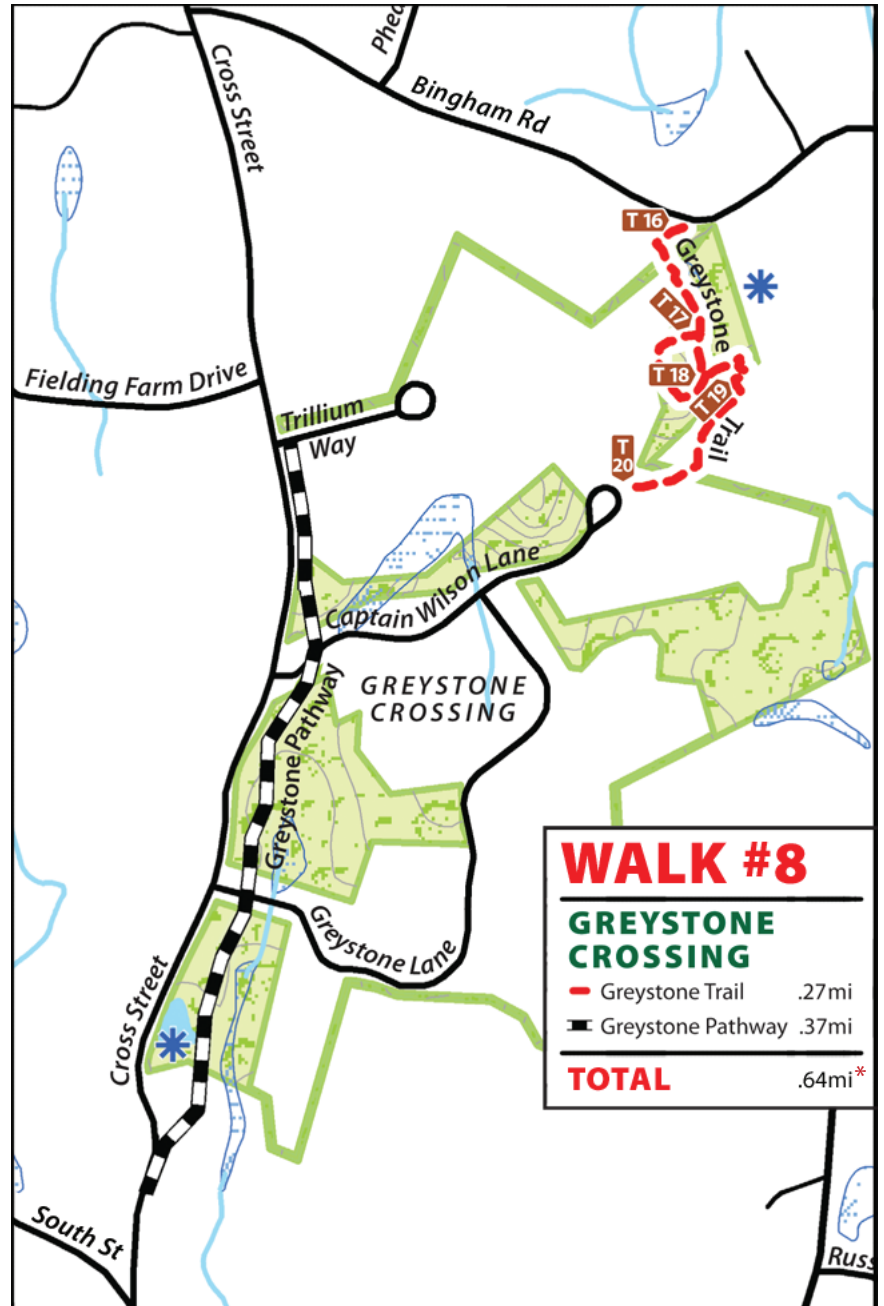 Phea
Cross Street
Bingham Rd
T 16
Greystone
T 17
T 18
T 19
Trail
Fielding Farm Drive
Trillium
Way
T
20
Captain Wilson Lane
GREYSTONE
CROSSING
Greystone Pathway
Greystone Lane
Cross Street
South St
WALK #8
GREYSTONE
CROSSING
Greystone Trail .27mi
Greystone Pathway .37mi
TOTAL .64mi*
Russ